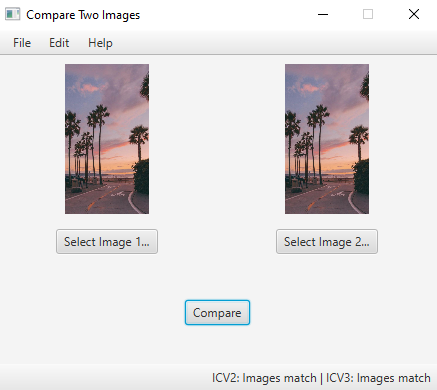 Compare Two Images
File Edit Help
Select Image 1... Select Image 2...
Compare
ICV2: Images match | ICV3: Images match